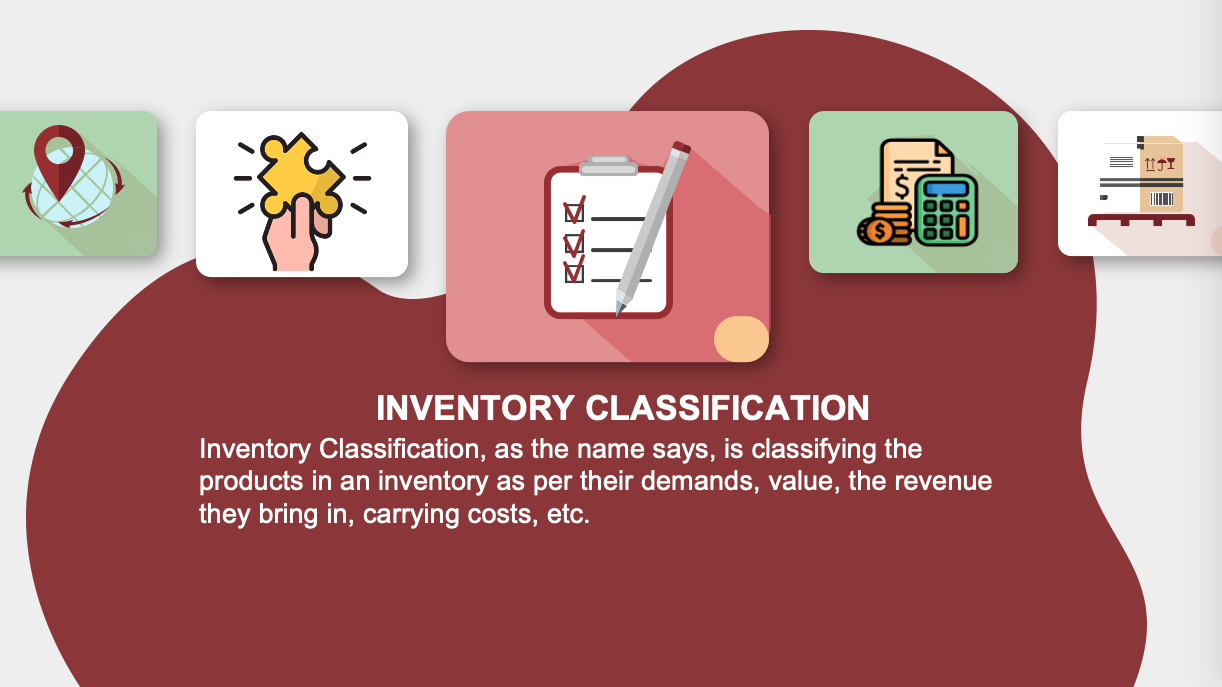 $
$
INVENTORY CLASSIFICATION
Inventory Classification, as the name says, is classifying the
products in an inventory as per their demands, value, the revenue
they bring in, carrying costs, etc.